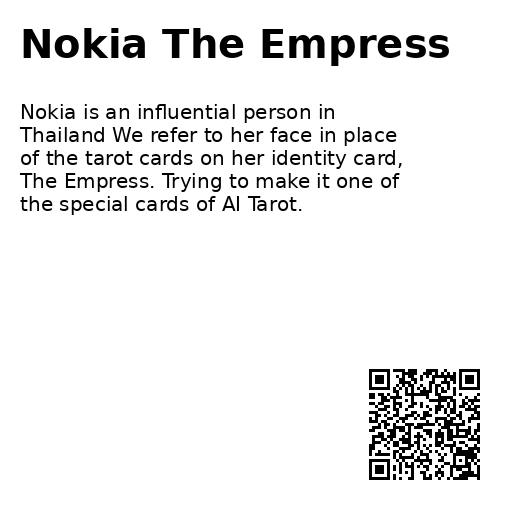 Nokia The Empress
Nokia is an influential person in
Thailand We refer to her face in place
of the tarot cards on her identity card,
The Empress. Trying to make it one of
the special cards of AI Tarot.